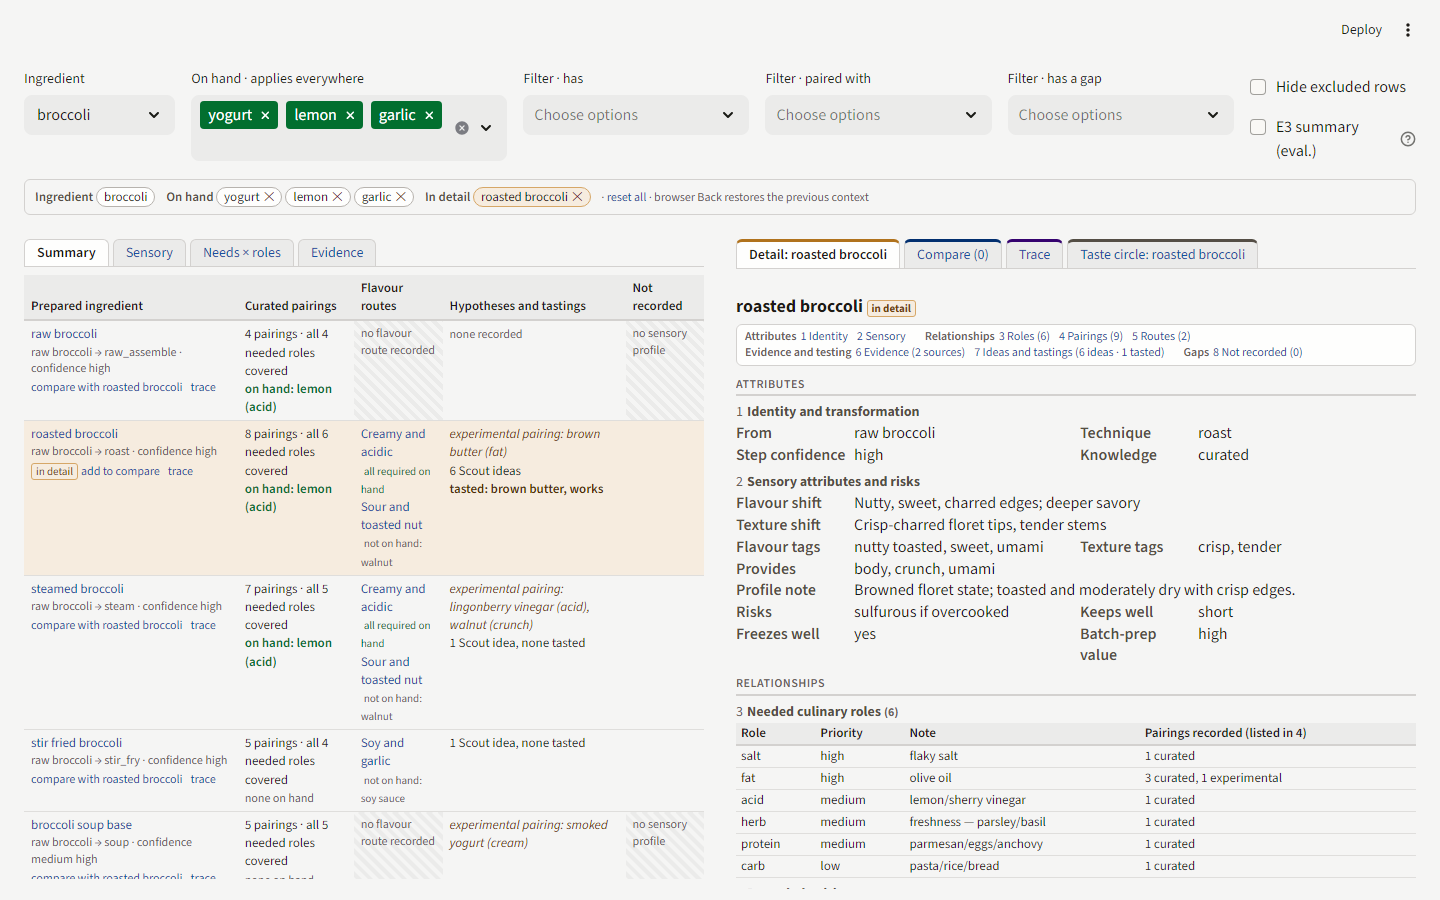 Deploy
Ingredient
On hand · applies everywhere
Filter · has
Filter · paired with
Filter · has a gap
broccoli
yogurt ×
lemon ×
garlic ×
Choose options
Choose options
Choose options
Hide excluded rows
E3 summary
(eval.)
Ingredient broccoli On hand yogurt × lemon × garlic × In detail roasted broccoli × · reset all · browser Back restores the previous context
Summary
Sensory
Needs × roles
Evidence
Prepared ingredient
Curated pairings
Flavour
routes
Hypotheses and tastings
Not
recorded
raw broccoli
raw broccoli → raw_assemble ·
confidence high
compare with roasted broccoli trace
4 pairings · all 4
needed roles
covered
on hand: lemon
(acid)
no flavour
route recorded
none recorded
no sensory
profile
roasted broccoli
raw broccoli → roast · confidence high
in detail add to compare trace
8 pairings · all 6
needed roles
covered
on hand: lemon
(acid)
Creamy and
acidic
all required on
hand
Sour and
toasted nut
not on hand:
walnut
experimental pairing: brown
butter (fat)
6 Scout ideas
tasted: brown butter, works
steamed broccoli
raw broccoli → steam · confidence high
compare with roasted broccoli trace
7 pairings · all 5
needed roles
covered
on hand: lemon
(acid)
Creamy and
acidic
all required on
hand
Sour and
toasted nut
not on hand:
walnut
experimental pairing:
lingonberry vinegar (acid),
walnut (crunch)
1 Scout idea, none tasted
stir fried broccoli
raw broccoli → stir_fry · confidence high
compare with roasted broccoli trace
5 pairings · all 4
needed roles
covered
none on hand
Soy and
garlic
not on hand:
soy sauce
1 Scout idea, none tasted
broccoli soup base
raw broccoli → soup · confidence
medium high
compare with roasted broccoli trace
5 pairings · all 5
needed roles
covered
none on hand
no flavour
route recorded
experimental pairing: smoked
yogurt (cream)
no sensory
profile
Detail: roasted broccoli
Compare (0)
Trace
Taste circle: roasted broccoli
roasted broccoli in detail
Attributes 1 Identity 2 Sensory Relationships 3 Roles (6) 4 Pairings (9) 5 Routes (2)
Evidence and testing 6 Evidence (2 sources) 7 Ideas and tastings (6 ideas · 1 tasted) Gaps 8 Not recorded (0)
ATTRIBUTES
1 Identity and transformation
From raw broccoli Technique roast
Step confidence high Knowledge curated
2 Sensory attributes and risks
Flavour shift Nutty, sweet, charred edges; deeper savory
Texture shift Crisp-charred floret tips, tender stems
Flavour tags nutty toasted, sweet, umami Texture tags crisp, tender
Provides body, crunch, umami
Profile note Browned floret state; toasted and moderately dry with crisp edges.
Risks sulfurous if overcooked Keeps well short
Freezes well yes Batch-prep high
value
RELATIONSHIPS
3 Needed culinary roles (6)
Role Priority Note Pairings recorded (listed in 4)
salt high flaky salt 1 curated
fat high olive oil 3 curated, 1 experimental
acid medium lemon/sherry vinegar 1 curated
herb medium freshness — parsley/basil 1 curated
protein medium parmesan/eggs/anchovy 1 curated
carb low pasta/rice/bread 1 curated